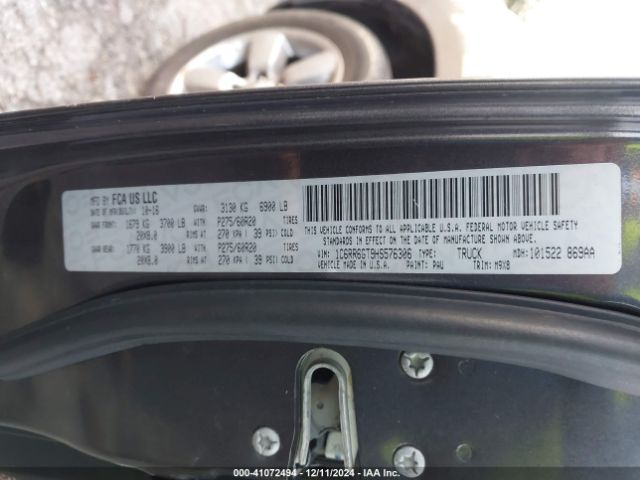 MFD BY FCA US LLC
DATE OF MFR 10-16 GVWR: 3130 KG 6900 LB
GAWR FRONT: 1679 KG 3700 LB WITH P275/60R20 TIRES
20X8.0 RIMS AT 270 KPA ( 39 PSI) COLD
GAWR REAR: 1770 KG 3900 LB WITH P275/60R20 TIRES
20X8.0 RIMS AT 270 KPA ( 39 PSI) COLD
THIS VEHICLE CONFORMS TO ALL APPLICABLE U.S.A. FEDERAL MOTOR VEHICLE SAFETY
STANDARDS IN EFFECT ON THE DATE OF MANUFACTURE SHOWN ABOVE.
VIN: 1C6RR6GT9HS576306 TYPE: TRUCK MDH: 101522 869AA
VEHICLE MADE IN U.S.A. PAINT: PAU TRIM: M9X8
000-41072494 - 12/11/2024 - IAA Inc.